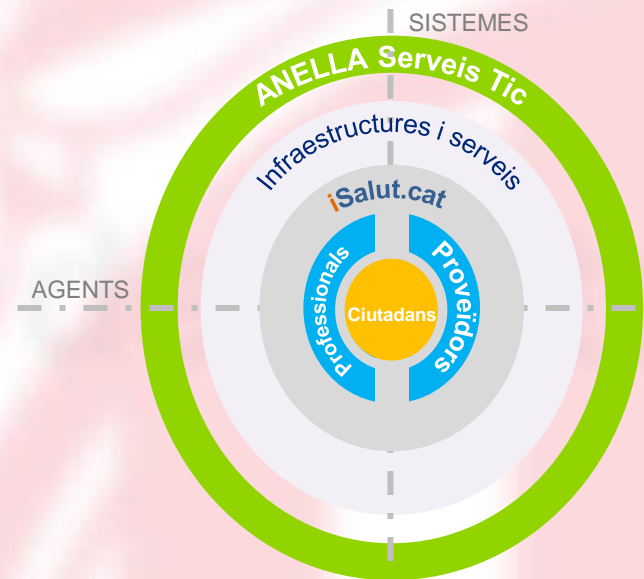 SISTEMES
ANELLA Serveis Tic
Infraestructures i serveis
iSalut.cat
AGENTS
Professionals
Proveïdors
Ciutadans